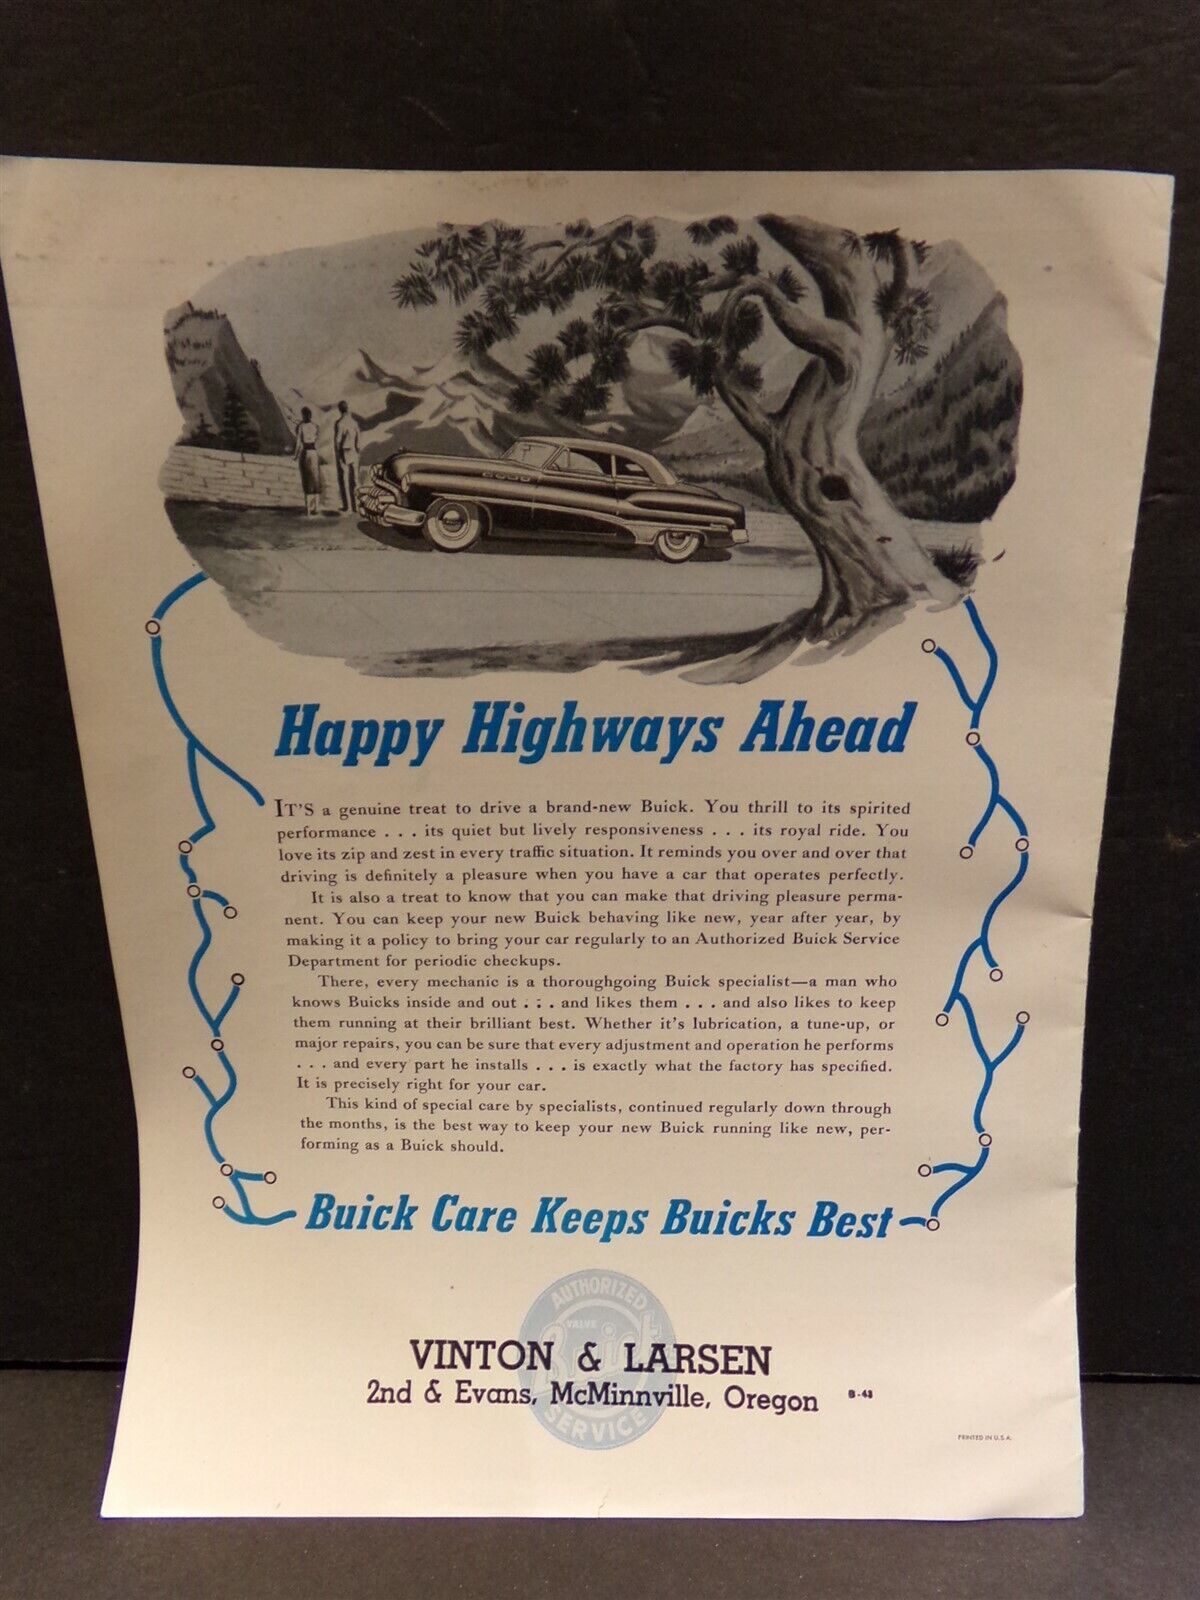 Happy Highways Ahead
IT'S a genuine treat to drive a brand-new Buick. You thrill to its spirited
performance . . . its quiet but lively responsiveness . . . its royal ride. You
love its zip and zest in every traffic situation. It reminds you over and over that
driving is definitely a pleasure when you have a car that operates perfectly.
It is also a treat to know that you can make that driving pleasure perma-
nent. You can keep your new Buick behaving like new, year after year, by
making it a policy to bring your car regularly to an Authorized Buick Service
Department for periodic checkups.
There, every mechanic is a thoroughgoing Buick specialist—a man who
knows Buicks inside and out . . . and likes them . . . and also likes to keep
them running at their brilliant best. Whether it's lubrication, a tune-up, or
major repairs, you can be sure that every adjustment and operation he performs
. . . and every part he installs . . . is exactly what the factory has specified.
It is precisely right for your car.
This kind of special care by specialists, continued regularly down through
the months, is the best way to keep your new Buick running like new, per-
forming as a Buick should.
Buick Care Keeps Buicks Best
AUTHORIZED
VALVE
Buick
VINTON & LARSEN
2nd & Evans, McMinnville, Oregon B-43
SERVICE
PRINTED IN U.S.A.